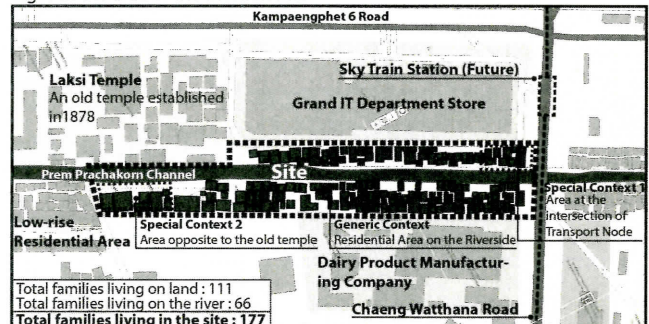 Kampaengphet 6 Road
Sky Train Station (Future)
Laksi Temple
An old temple established
in1878
Grand IT Department Store
Prem Prachakorn Channel
Site
Special Context 1
Area at the
intersection of
Transport Node
Low-rise
Residential Area
Special Context 2
Area opposite to the old temple
Generic Context
Residential Area on the Riverside
Dairy Product Manufactur-
ing Company
Chaeng Watthana Road
Total families living on land : 111
Total families living on the river : 66
Total families living in the site : 177